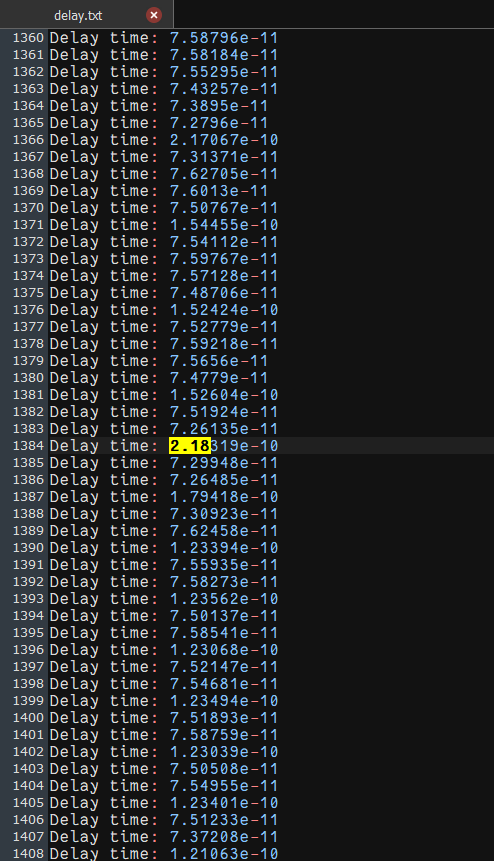 delay.txt
1360 Delay time: 7.58796e-11
1361 Delay time: 7.58184e-11
1362 Delay time: 7.55295e-11
1363 Delay time: 7.43257e-11
1364 Delay time: 7.3895e-11
1365 Delay time: 7.2796e-11
1366 Delay time: 2.17067e-10
1367 Delay time: 7.31371e-11
1368 Delay time: 7.62705e-11
1369 Delay time: 7.6013e-11
1370 Delay time: 7.50767e-11
1371 Delay time: 1.54455e-10
1372 Delay time: 7.54112e-11
1373 Delay time: 7.59767e-11
1374 Delay time: 7.57128e-11
1375 Delay time: 7.48706e-11
1376 Delay time: 1.52424e-10
1377 Delay time: 7.52779e-11
1378 Delay time: 7.59218e-11
1379 Delay time: 7.5656e-11
1380 Delay time: 7.4779e-11
1381 Delay time: 1.52604e-10
1382 Delay time: 7.51924e-11
1383 Delay time: 7.26135e-11
1384 Delay time: 2.18319e-10
1385 Delay time: 7.29948e-11
1386 Delay time: 7.26485e-11
1387 Delay time: 1.79418e-10
1388 Delay time: 7.30923e-11
1389 Delay time: 7.62458e-11
1390 Delay time: 1.23394e-10
1391 Delay time: 7.55935e-11
1392 Delay time: 7.58273e-11
1393 Delay time: 1.23562e-10
1394 Delay time: 7.50137e-11
1395 Delay time: 7.58541e-11
1396 Delay time: 1.23068e-10
1397 Delay time: 7.52147e-11
1398 Delay time: 7.54681e-11
1399 Delay time: 1.23494e-10
1400 Delay time: 7.51893e-11
1401 Delay time: 7.58759e-11
1402 Delay time: 1.23039e-10
1403 Delay time: 7.50508e-11
1404 Delay time: 7.54955e-11
1405 Delay time: 1.23401e-10
1406 Delay time: 7.51233e-11
1407 Delay time: 7.37208e-11
1408 Delay time: 1.21063e-10